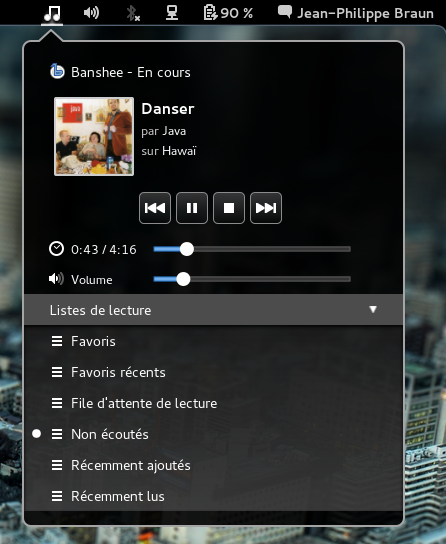 90 % Jean-Philippe Braun
Banshee - En cours
java
Danser
par Java
sur Hawaï
0:43 / 4:16
Volume
Listes de lecture
Favoris
Favoris récents
File d'attente de lecture
Non écoutés
Récemment ajoutés
Récemment lus